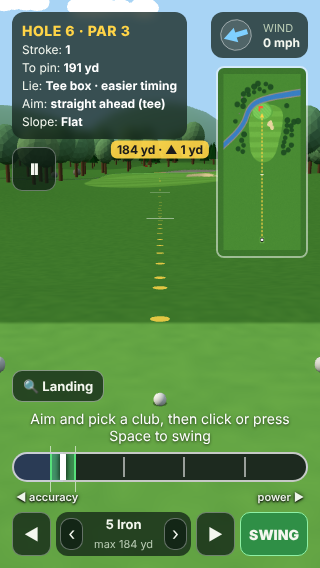 HOLE 6 · PAR 3
Stroke: 1
To pin: 191 yd
Lie: Tee box · easier timing
Aim: straight ahead (tee)
Slope: Flat
WIND
0 mph
184 yd · ▲ 1 yd
🔍 Landing
Aim and pick a club, then click or press
Space to swing
◀ accuracy
power ▶
◀
‹
5 Iron
max 184 yd
›
▶
SWING